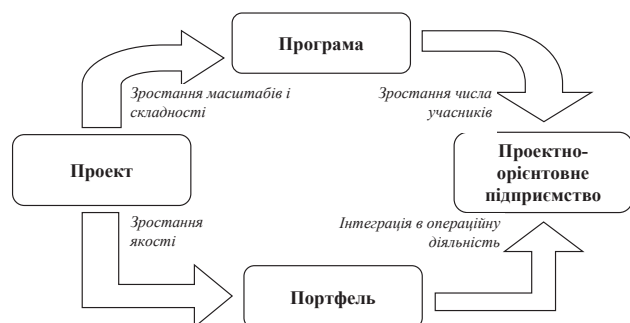 Програма
Зростання масштабів і
складності
Зростання числа
учасників
Проект
Проектно-
орієнтовне
підприємство
Зростання
якості
Інтеграція в операційну
діяльність
Портфель